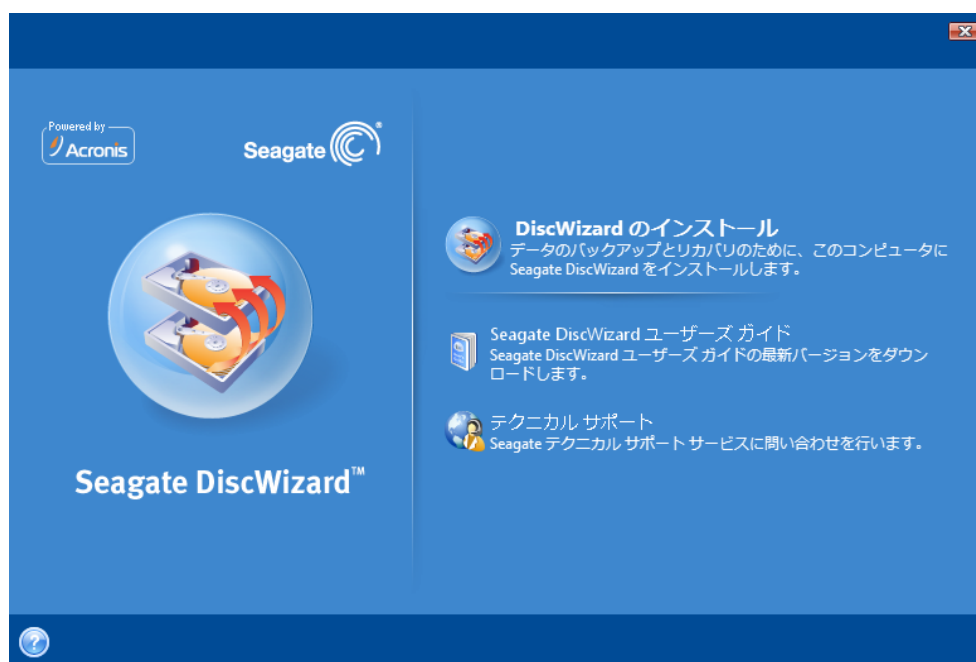 Powered by
Acronis
Seagate
Seagate DiscWizard™
DiscWizard のインストール
データのバックアップとリカバリのために、このコンピュータに
Seagate DiscWizard をインストールします。
Seagate DiscWizard ユーザーズ ガイド
Seagate DiscWizard ユーザーズ ガイドの最新バージョンをダウン
ロードします。
テクニカル サポート
Seagate テクニカル サポート サービスに問い合わせを行います。
?